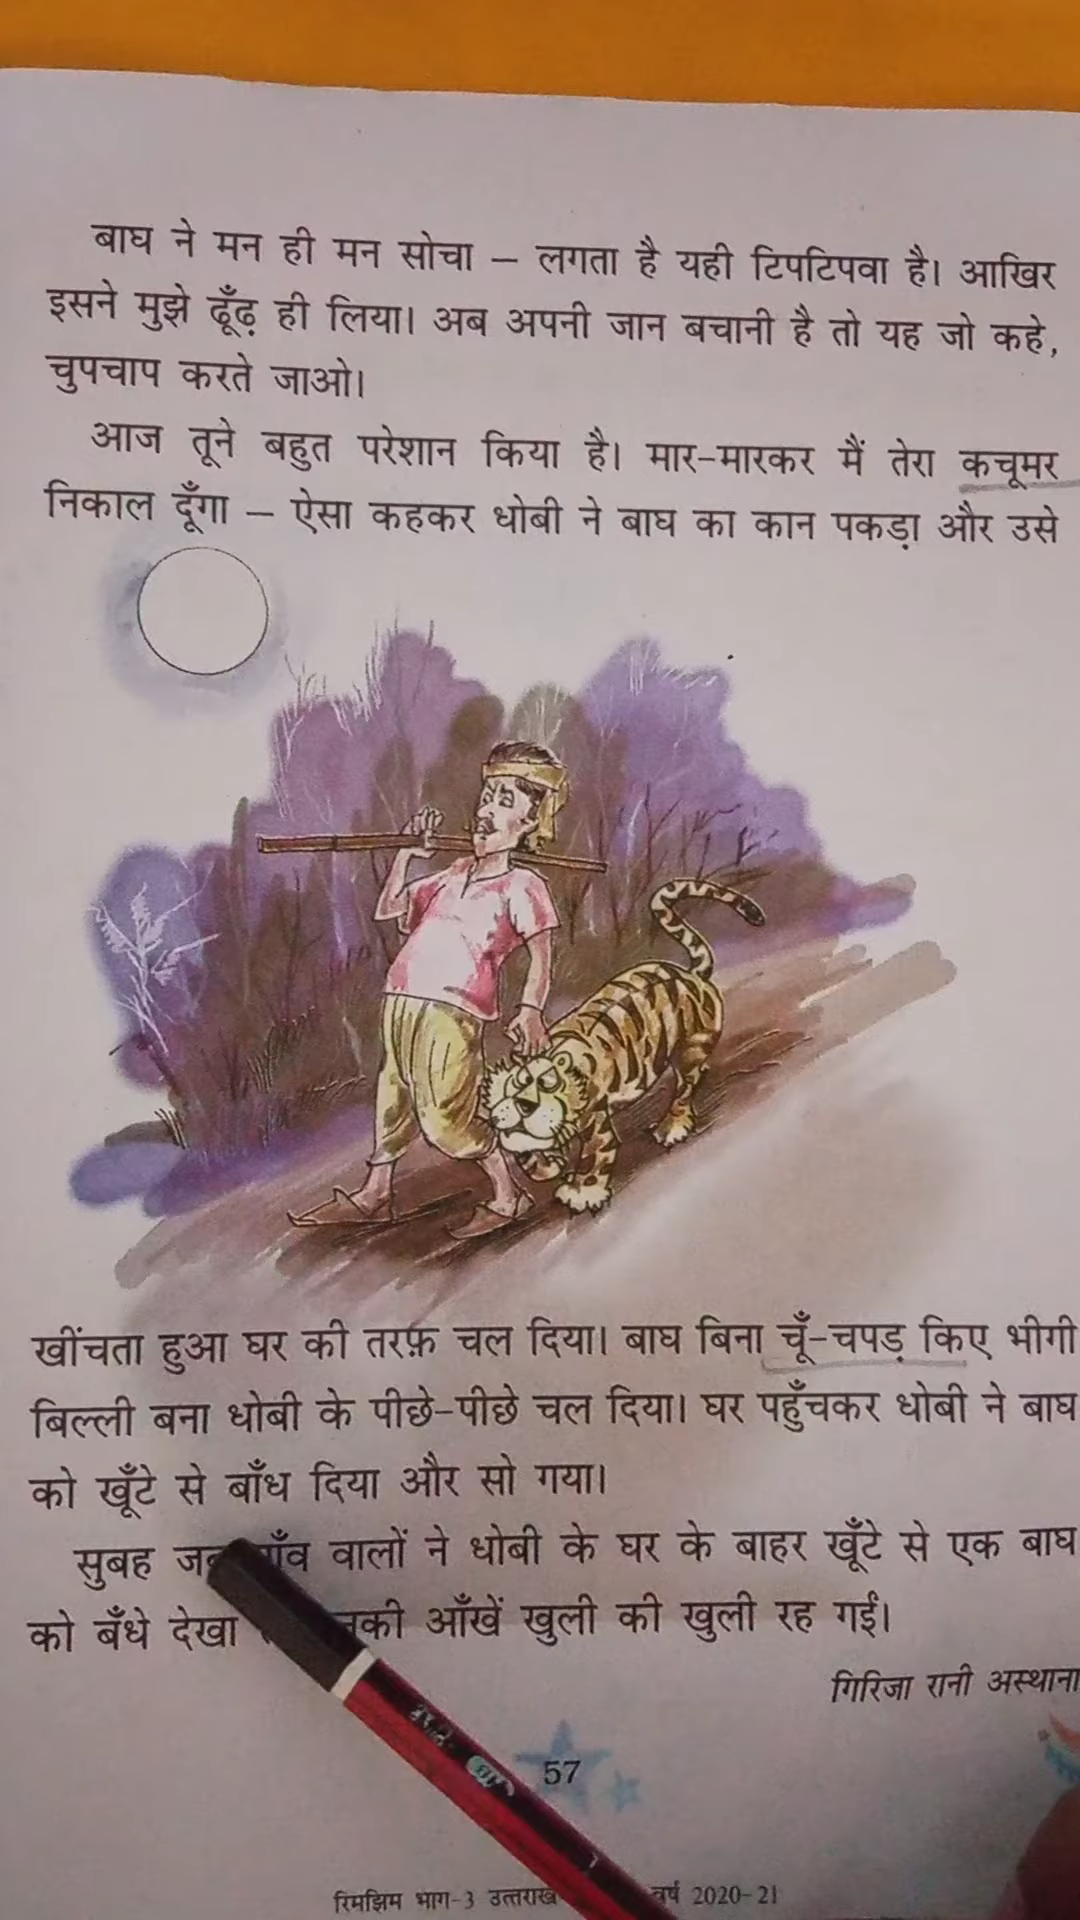 बाघ ने मन ही मन सोचा – लगता है यही टिपटिपवा है। आखिर
इसने मुझे ढूँढ़ ही लिया। अब अपनी जान बचानी है तो यह जो कहे,
चुपचाप करते जाओ।
आज तूने बहुत परेशान किया है। मार-मारकर मैं तेरा कचूमर
निकाल दूँगा – ऐसा कहकर धोबी ने बाघ का कान पकड़ा और उसे
खींचता हुआ घर की तरफ़ चल दिया। बाघ बिना चूँ-चपड़ किए भीगी
बिल्ली बना धोबी के पीछे-पीछे चल दिया। घर पहुँचकर धोबी ने बाघ
को खूँटे से बाँध दिया और सो गया।
सुबह वालों ने धोबी के घर के बाहर खूँटे से एक बाघ
को बँधे देखा आँखें खुली की खुली रह गईं।
गिरिजा रानी अस्थाना
57
रिमझिम भाग-3 वर्ष 2020-21